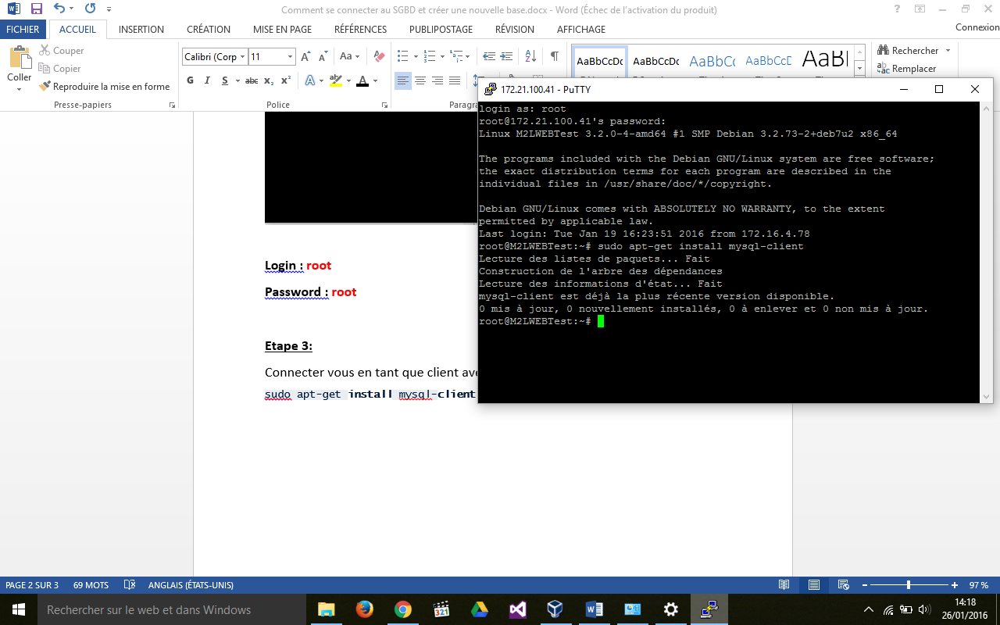 Comment se connecter au SGBD et créer une nouvelle base.docx - Word (Échec de l'activation du produit)
FICHIER ACCUEIL INSERTION CRÉATION MISE EN PAGE RÉFÉRENCES PUBLIPOSTAGE RÉVISION AFFICHAGE Connexion
Coller
Couper
Copier
Reproduire la mise en forme
Presse-papiers
Calibri (Corp 11
Police
Paragra
AaBbCcDc AaBbCcDc AaBbCc AaBbCcD AaBl
Rechercher
Remplacer
172.21.100.41 - PuTTY
login as: root
root@172.21.100.41's password:
Linux M2LWEBTest 3.2.0-4-amd64 #1 SMP Debian 3.2.73-2+deb7u2 x86_64
The programs included with the Debian GNU/Linux system are free software;
the exact distribution terms for each program are described in the
individual files in /usr/share/doc/*/copyright.
Debian GNU/Linux comes with ABSOLUTELY NO WARRANTY, to the extent
permitted by applicable law.
Last login: Tue Jan 19 16:23:51 2016 from 172.16.4.78
root@M2LWEBTest:~# sudo apt-get install mysql-client
Lecture des listes de paquets... Fait
Construction de l'arbre des dépendances
Lecture des informations d'état... Fait
mysql-client est déjà la plus récente version disponible.
0 mis à jour, 0 nouvellement installés, 0 à enlever et 0 non mis à jour.
root@M2LWEBTest:~#
Login : root
Password : root
Etape 3:
Connecter vous en tant que client ave
sudo apt-get install mysql-client
PAGE 2 SUR 3 69 MOTS ANGLAIS (ÉTATS-UNIS) 97 %
Rechercher sur le web et dans Windows
14:18
26/01/2016